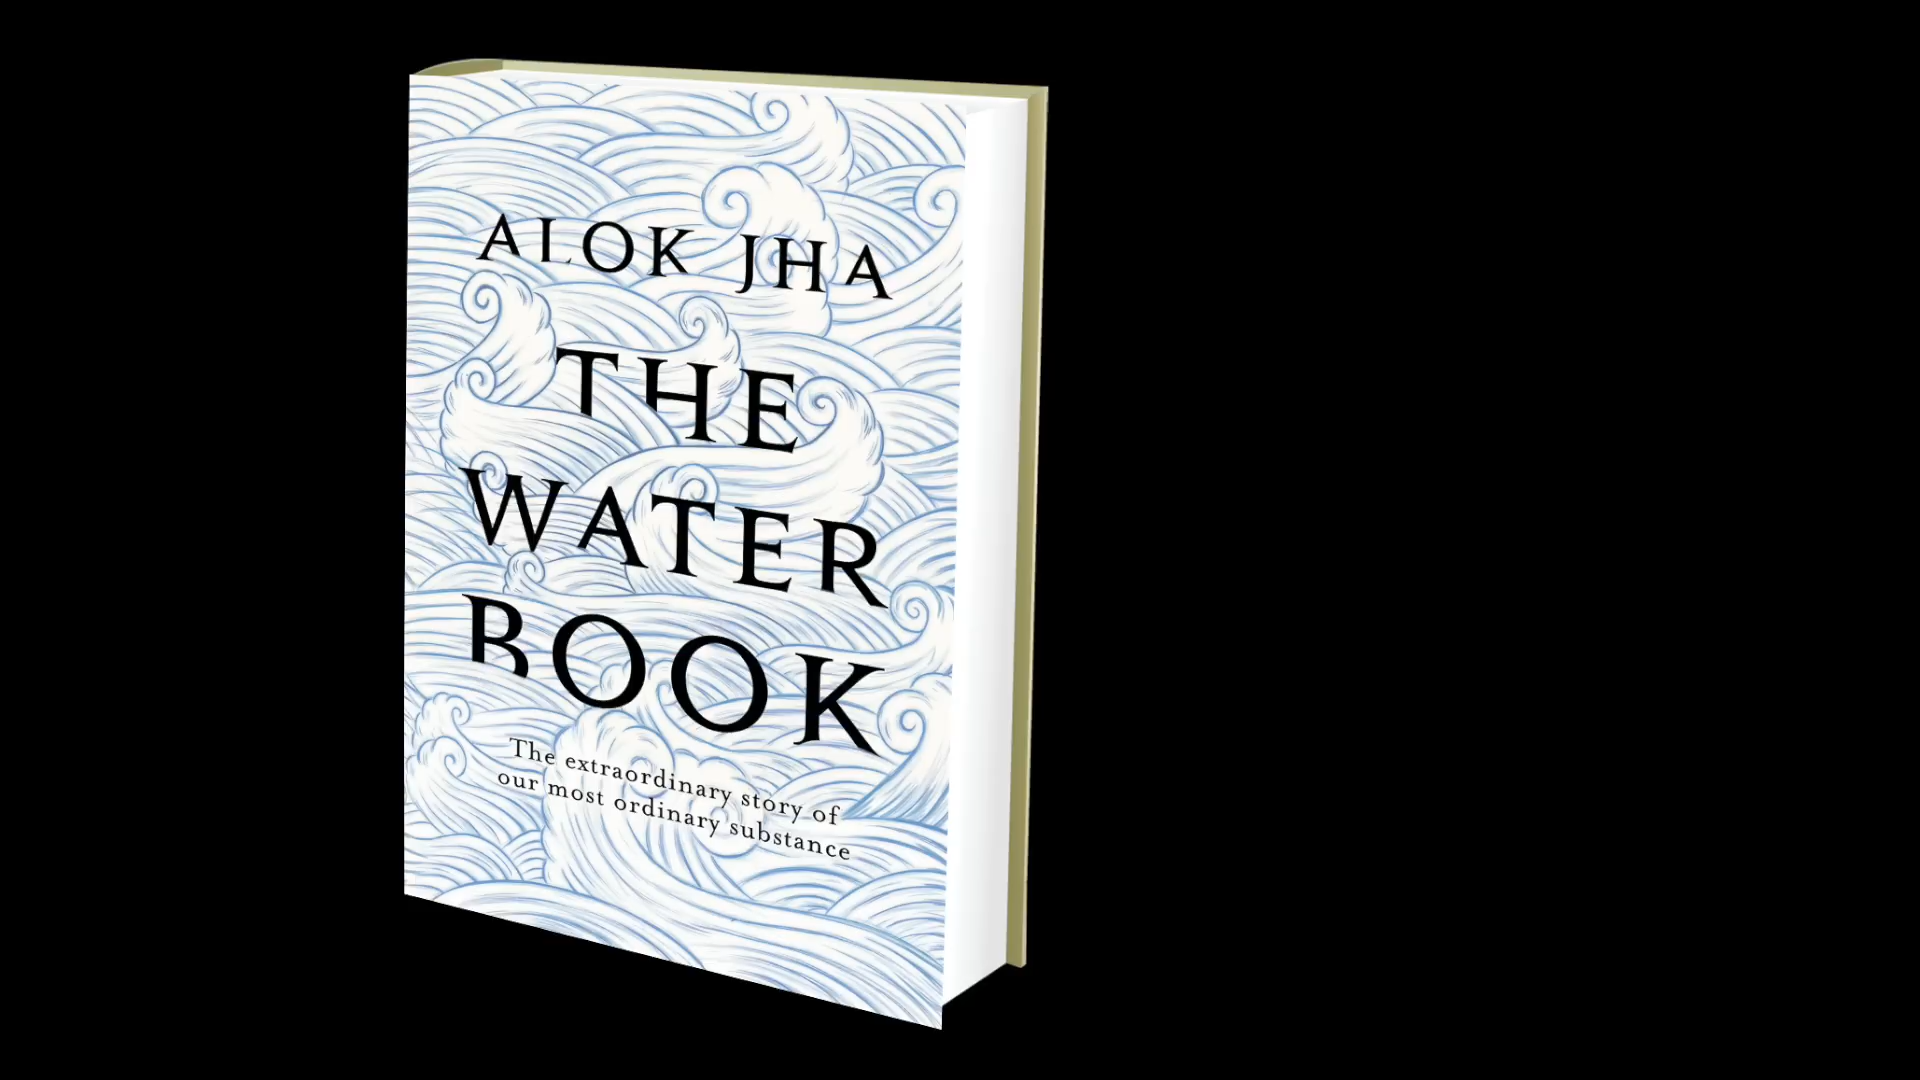 ALOK JHA
THE
WATER
BOOK
The extraordinary story of
our most ordinary substance